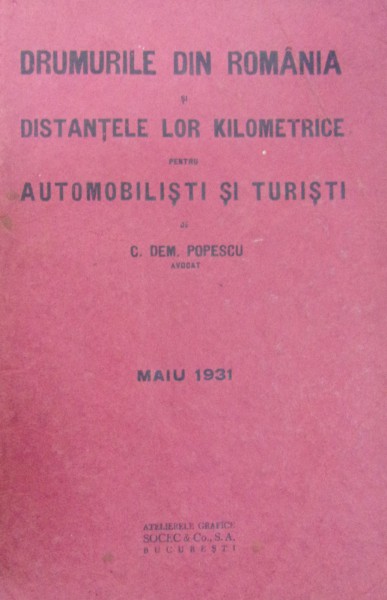 DRUMURILE DIN ROMÂNIA
ȘI
DISTANȚELE LOR KILOMETRICE
PENTRU
AUTOMOBILIȘTI ȘI TURIȘTI
de
C. DEM. POPESCU
AVOCAT
MAIU 1931
ATELIERELE GRAFICE
SOCEC & Co., S. A.
BUCUREȘTI